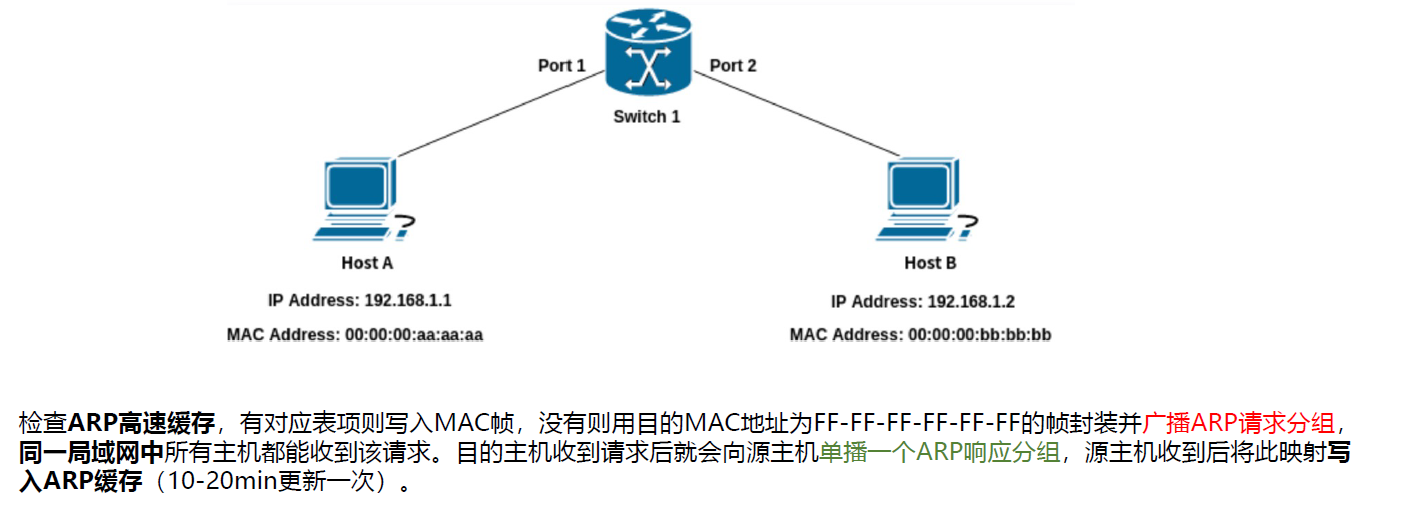 Port 1
Port 2
Switch 1
Host A
Host B
IP Address: 192.168.1.1
IP Address: 192.168.1.2
MAC Address: 00:00:00:aa:aa:aa
MAC Address: 00:00:00:bb:bb:bb
检查ARP高速缓存，有对应表项则写入MAC帧，没有则用目的MAC地址为FF-FF-FF-FF-FF-FF的帧封装并广播ARP请求分组，
同一局域网中所有主机都能收到该请求。目的主机收到请求后就会向源主机单播一个ARP响应分组，源主机收到后将此映射写
入ARP缓存（10-20min更新一次）。